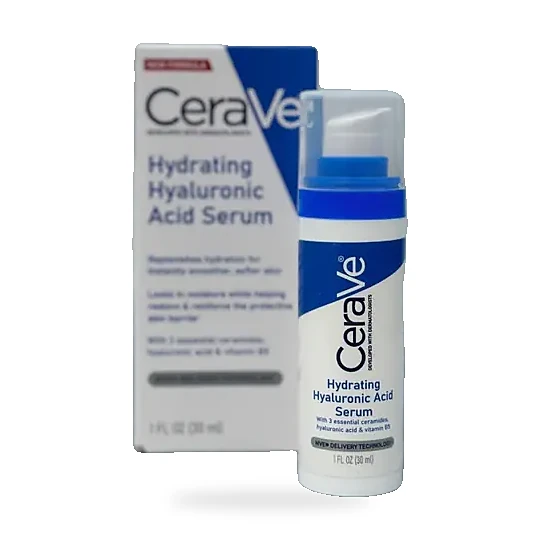 NEW FORMULA
CeraVe
DEVELOPED WITH DERMATOLOGISTS
Hydrating
Hyaluronic
Acid Serum
Replenishes hydration for
instantly smoother, softer skin
Locks in moisture while helping
restore & reinforce the protective
skin barrier
With 3 essential ceramides,
hyaluronic acid & vitamin B5
1 FL OZ (30 ml)
CeraVe®
DEVELOPED WITH DERMATOLOGISTS
Hydrating
Hyaluronic Acid
Serum
With 3 essential ceramides,
hyaluronic acid & vitamin B5
MVE® DELIVERY TECHNOLOGY
1 FL OZ (30 ml)